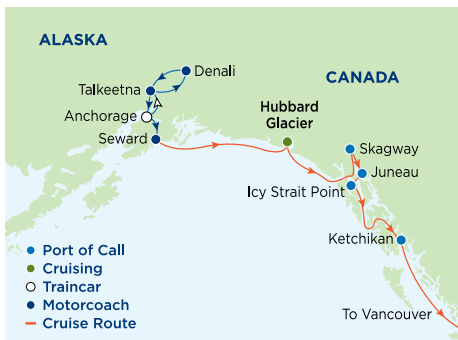 ALASKA
Denali
Talkeetna
CANADA
Anchorage
Hubbard
Glacier
Seward
Skagway
Juneau
Icy Strait Point
Ketchikan
Port of Call
Cruising
Traincar
Motorcoach
Cruise Route
To Vancouver